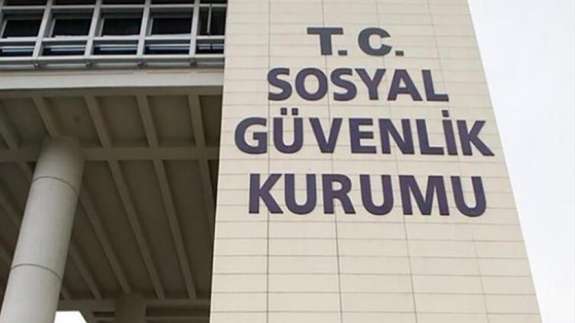 T.C.
SOSYAL
GÜVENLİK
KURUMU